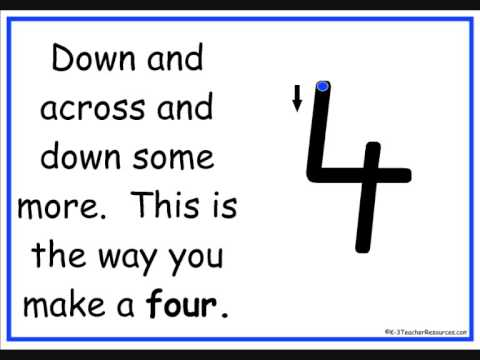 Down and
across and
down some
more.  This is
the way you
make a four.
4
©K-3TeacherResources.com